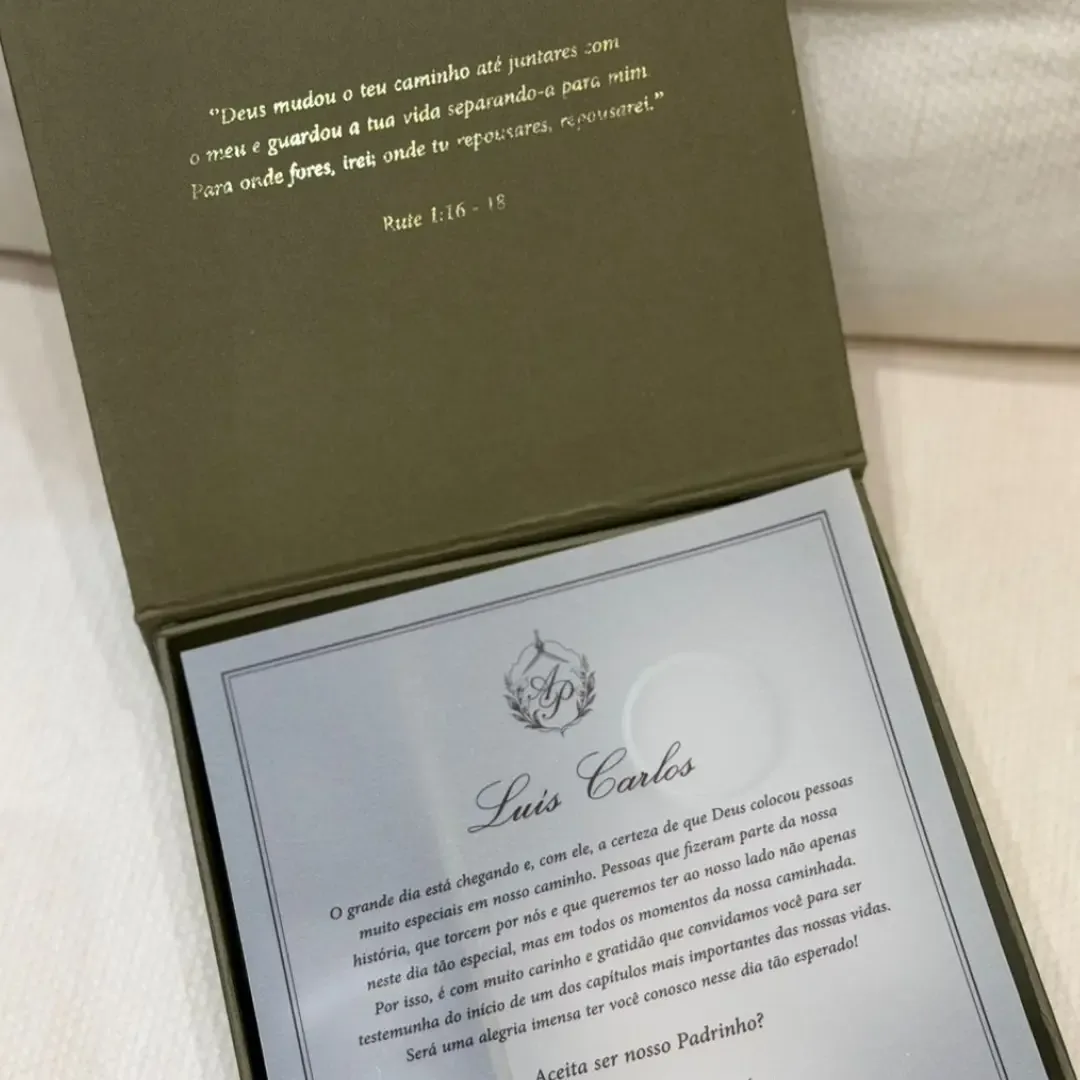 “Deus mudou o teu caminho até juntares com
o meu e guardou a tua vida separando-a para mim.
Para onde fores, irei; onde tu repousares, repousarei.”
Rute 1:16 - 18
AP
Luis Carlos
O grande dia está chegando e, com ele, a certeza de que Deus colocou pessoas
muito especiais em nosso caminho. Pessoas que fizeram parte da nossa
história, que torcem por nós e que queremos ter ao nosso lado não apenas
neste dia tão especial, mas em todos os momentos da nossa caminhada.
Por isso, é com muito carinho e gratidão que convidamos você para ser
testemunha do início de um dos capítulos mais importantes das nossas vidas.
Será uma alegria imensa ter você conosco nesse dia tão esperado!
Aceita ser nosso Padrinho?